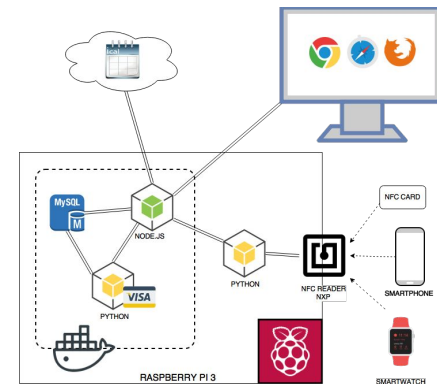 MySQL
M
NODE.JS
NFC CARD
VISA
PYTHON
PYTHON
NFC READER
NXP
SMARTPHONE
RASPBERRY PI 3
SMARTWATCH